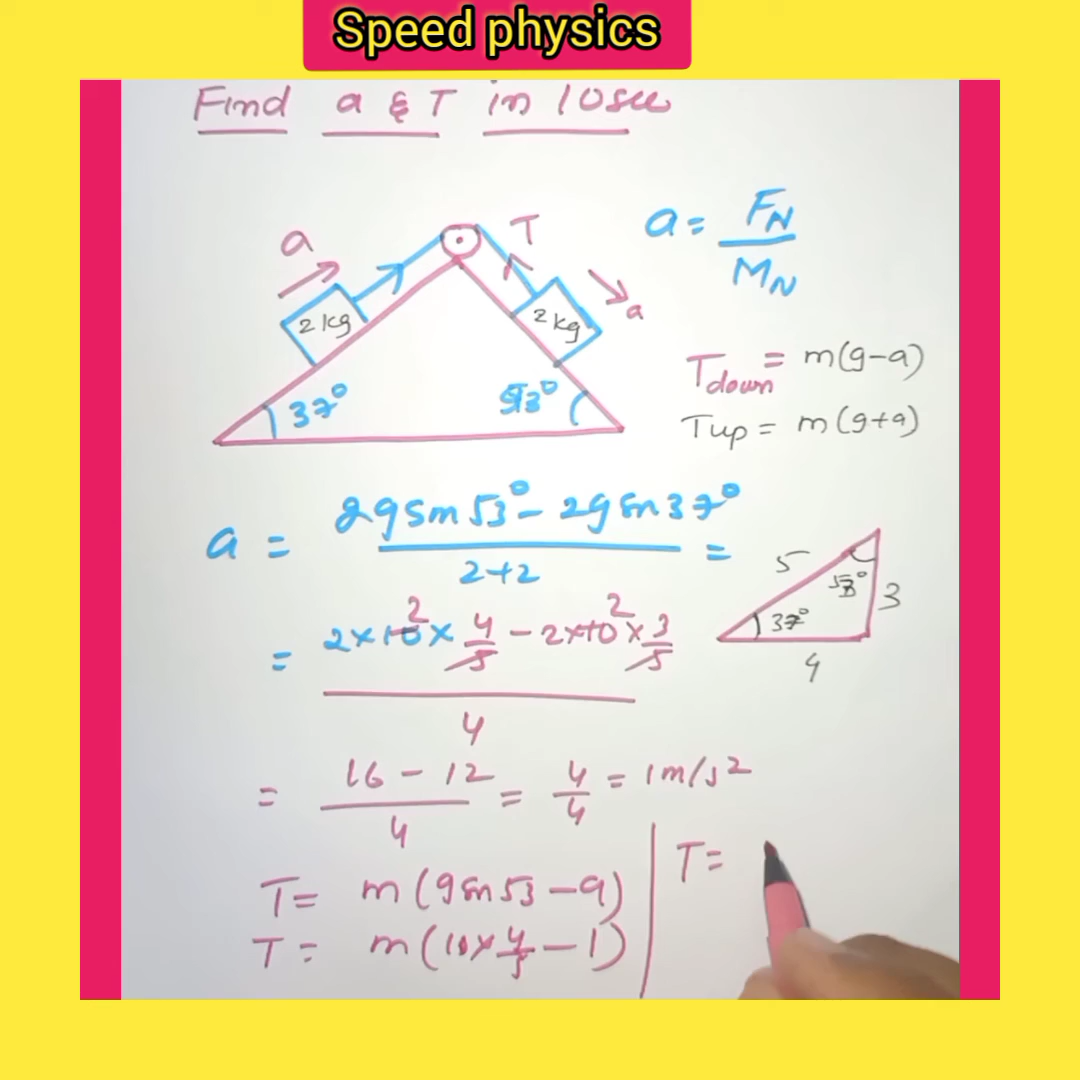 Speed physics
Find a & T in 10sec
a
T
a = F_N / M_N
2 kg
2 kg
a
37°
53°
T_down = m(g-a)
T_up = m(g+a)
a = 2g sin 53° - 2g sin 37° / 2+2 =
5
53°
3
37°
4
= 2×10×4/5 - 2×10×3/5 / 4
2
2
= 16 - 12 / 4 = 4/4 = 1 m/s²
T = m(g sin 53 - a)
T = m(10×4/5 - 1)
T =